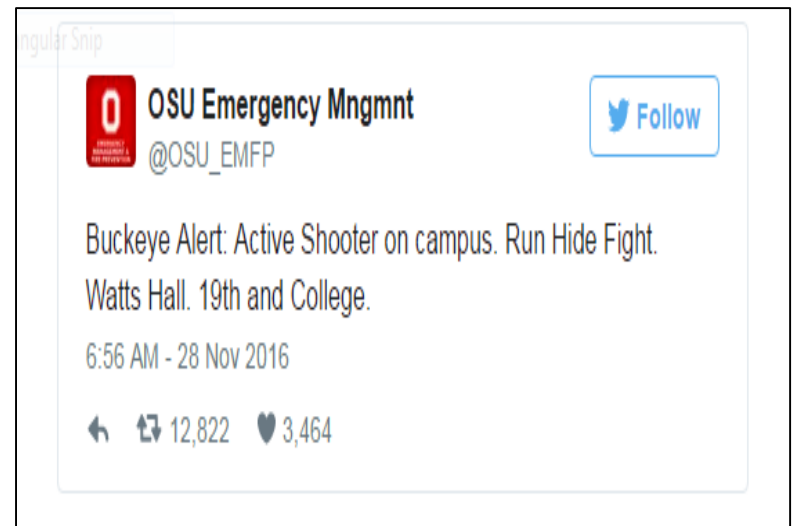 angular Snip
OSU Emergency Mngmnt
Follow
@OSU_EMFP
Buckeye Alert: Active Shooter on campus. Run Hide Fight.
Watts Hall. 19th and College.
6:56 AM - 28 Nov 2016
12,822 3,464